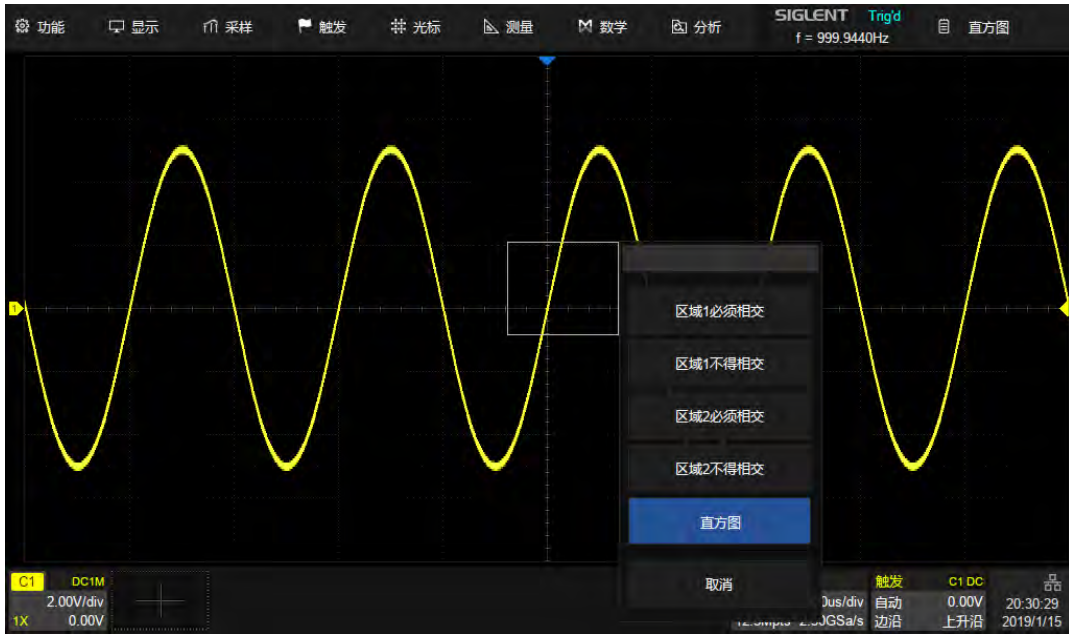 功能 显示 采样 触发 光标 测量 数学 分析 SIGLENT Trig'd 直方图
f = 999.9440Hz
1
区域1必须相交
区域1不得相交
区域2必须相交
区域2不得相交
直方图
取消
C1 DC1M
2.00V/div
1X 0.00V
触发 C1 DC
自动 0.00V 20:30:29
边沿 上升沿 2019/1/15